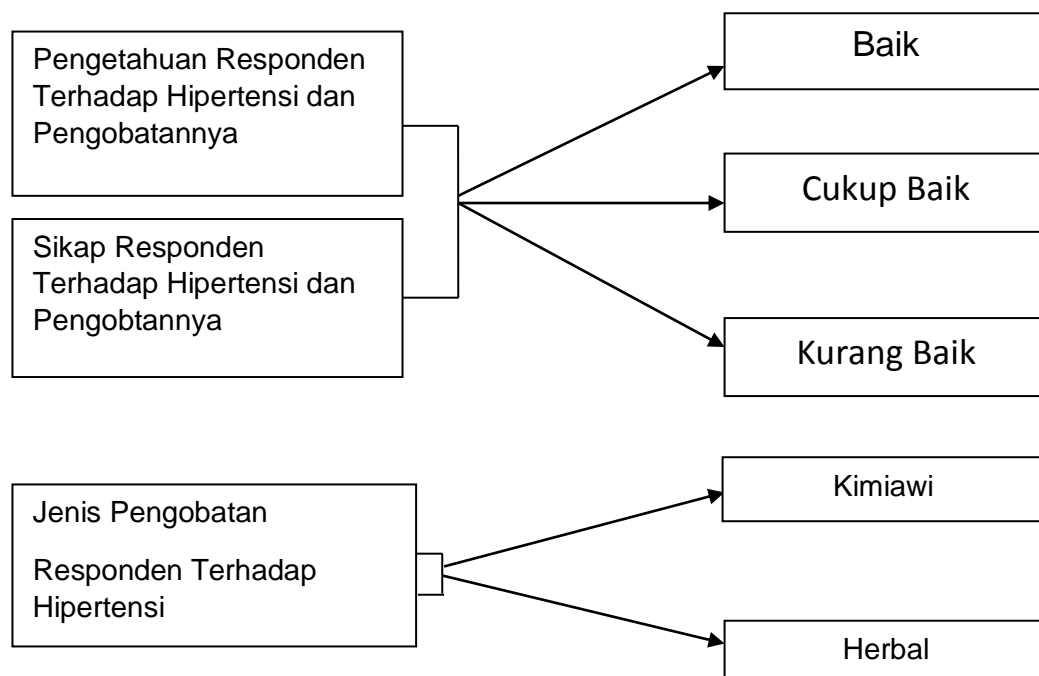 Pengetahuan Responden
Terhadap Hipertensi dan
Pengobatannya
Sikap Responden
Terhadap Hipertensi dan
Pengobtannya
Baik
Cukup Baik
Kurang Baik
Jenis Pengobatan
Responden Terhadap
Hipertensi
Kimiawi
Herbal